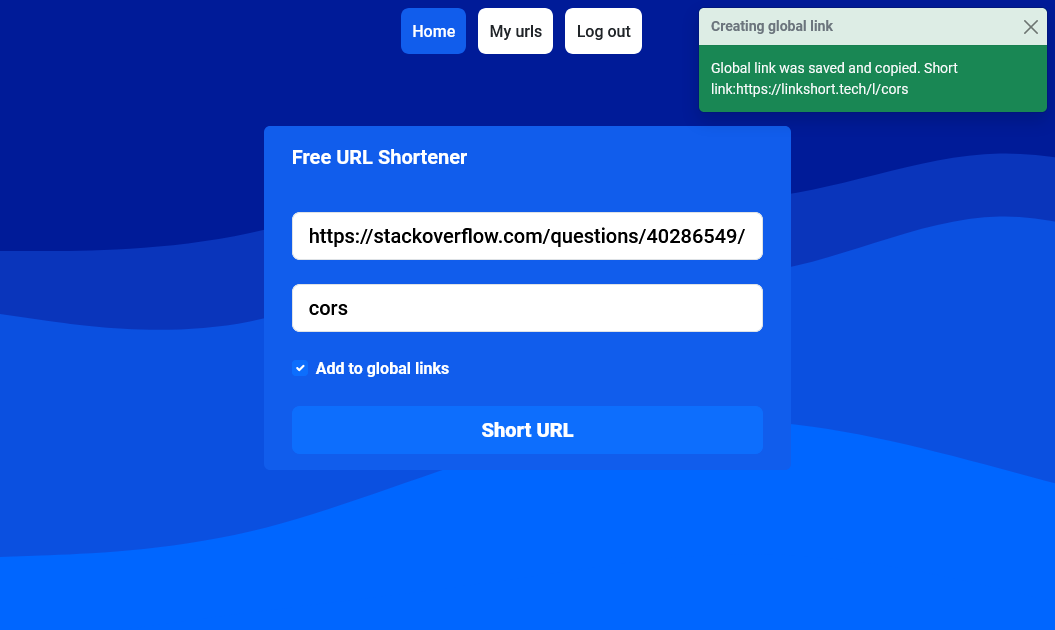 Home
My urls
Log out
Creating global link
Global link was saved and copied. Short
link:https://linkshort.tech/l/cors
Free URL Shortener
https://stackoverflow.com/questions/40286549/
cors
Add to global links
Short URL